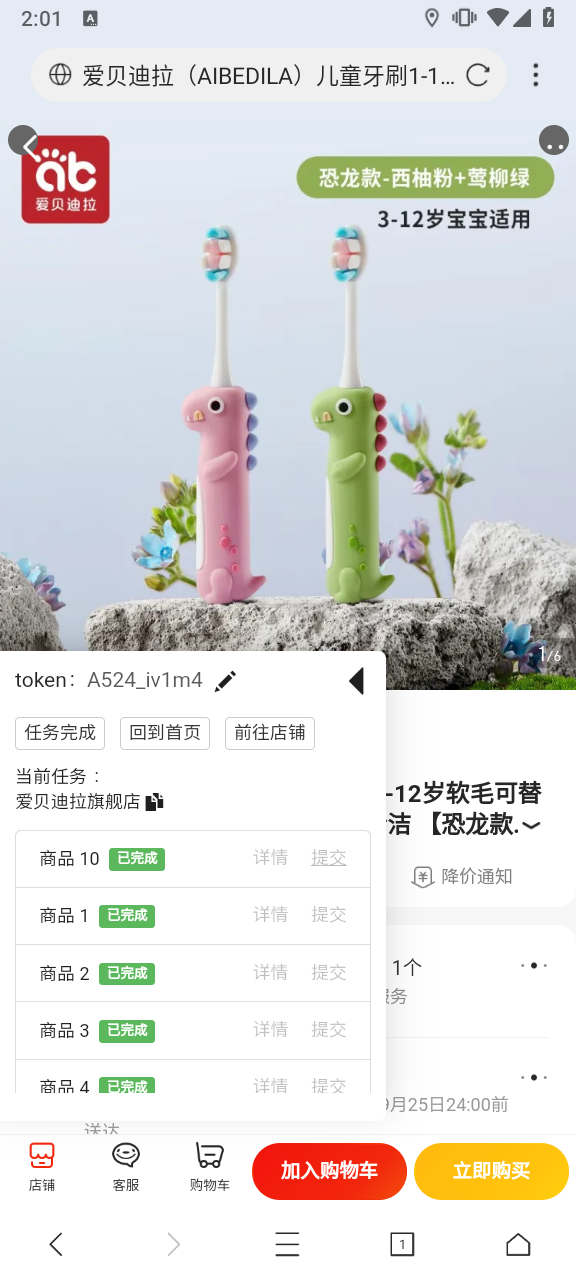 2:01
A
爱贝迪拉（AIBEDILA）儿童牙刷1-1...
ab
爱贝迪拉
恐龙款-西柚粉+莺柳绿
3-12岁宝宝适用
1/6
token: A524_iv1m4
任务完成 回到首页 前往店铺
当前任务：
爱贝迪拉旗舰店
-12岁软毛可替
洁 【恐龙款.
降价通知
商品 10 已完成 详情 提交
商品 1 已完成 详情 提交
商品 2 已完成 详情 提交
商品 3 已完成 详情 提交
商品 4 已完成 详情 提交
1个
服务
9月25日24:00前
送达
店铺 客服 购物车 加入购物车 立即购买
1